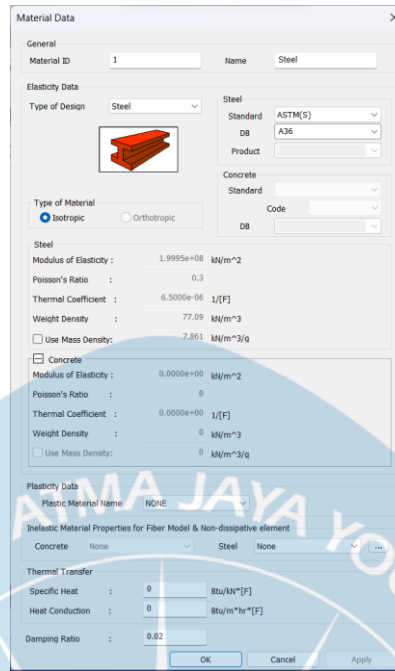 Material Data
General
Material ID 1 Name Steel
Elasticity Data
Type of Design Steel
Steel
Standard ASTM(S)
DB A36
Product
Concrete
Standard
Code
DB
Type of Material
Isotropic Orthotropic
Steel
Modulus of Elasticity : 1.9995e+08 kN/m^2
Poisson's Ratio : 0.3
Thermal Coefficient : 6.5000e-06 1/[F]
Weight Density : 77.09 kN/m^3
Use Mass Density: 7.861 kN/m^3/g
Concrete
Modulus of Elasticity : 0.0000e+00 kN/m^2
Poisson's Ratio : 0
Thermal Coefficient : 0.0000e+00 1/[F]
Weight Density : 0 kN/m^3
Use Mass Density: 0 kN/m^3/g
Plasticity Data
Plastic Material Name NONE
Inelastic Material Properties for Fiber Model & Non-dissipative element
Concrete None Steel None ...
Thermal Transfer
Specific Heat : 0 Btu/kN*[F]
Heat Conduction : 0 Btu/m*hr*[F]
Damping Ratio : 0.02
OK Cancel Apply
ATMA JAYA YO